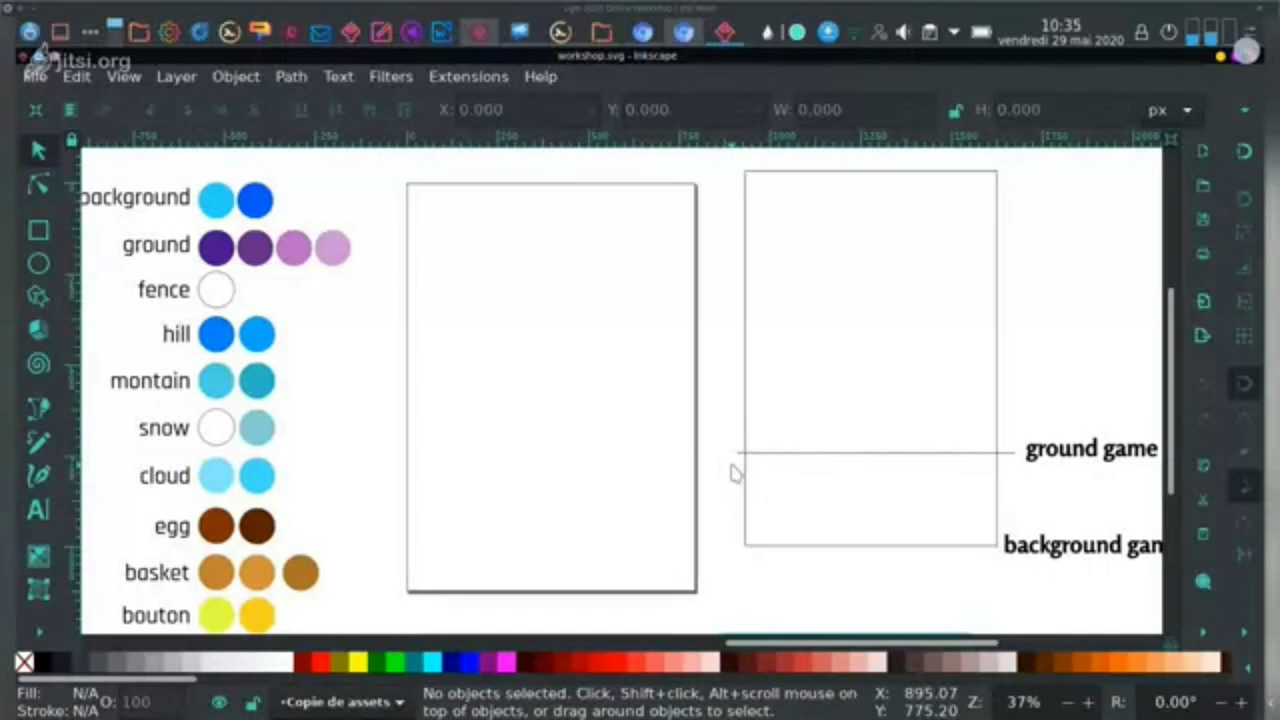 10:35
vendredi 29 mai 2020
jitsi.org
workshop.svg - Inkscape
File Edit View Layer Object Path Text Filters Extensions Help
X: 0.000 Y: 0.000 W: 0.000 H: 0.000 px
background
ground
fence
hill
montain
snow
cloud
egg
basket
bouton
ground game
background gam
Fill: N/A O: 100
Stroke: N/A
•Copie de assets
No objects selected. Click, Shift+click, Alt+scroll mouse on
top of objects, or drag around objects to select.
X: 895.07
Y: 775.20
Z: 37%
R: 0.00°